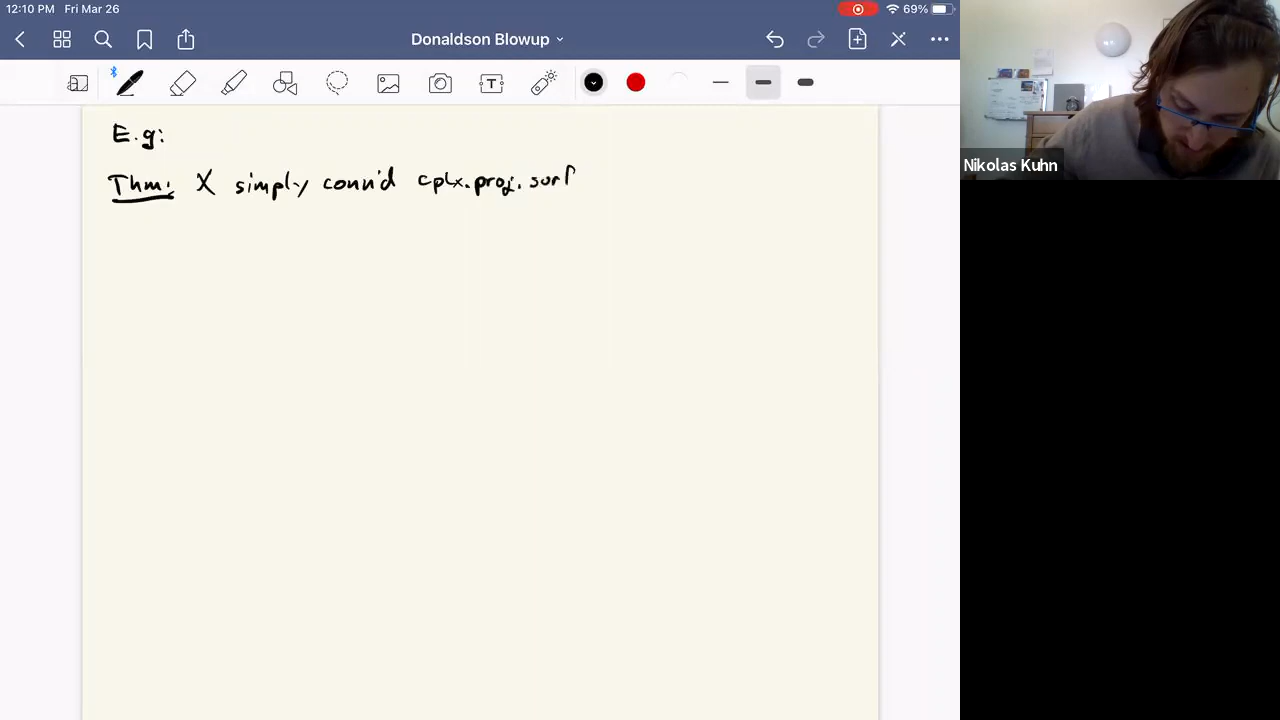 12:10 PM Fri Mar 26
69%
Donaldson Blowup
T
E.g:
Thm: X simply conn'd cplx. proj. surf
Nikolas Kuhn